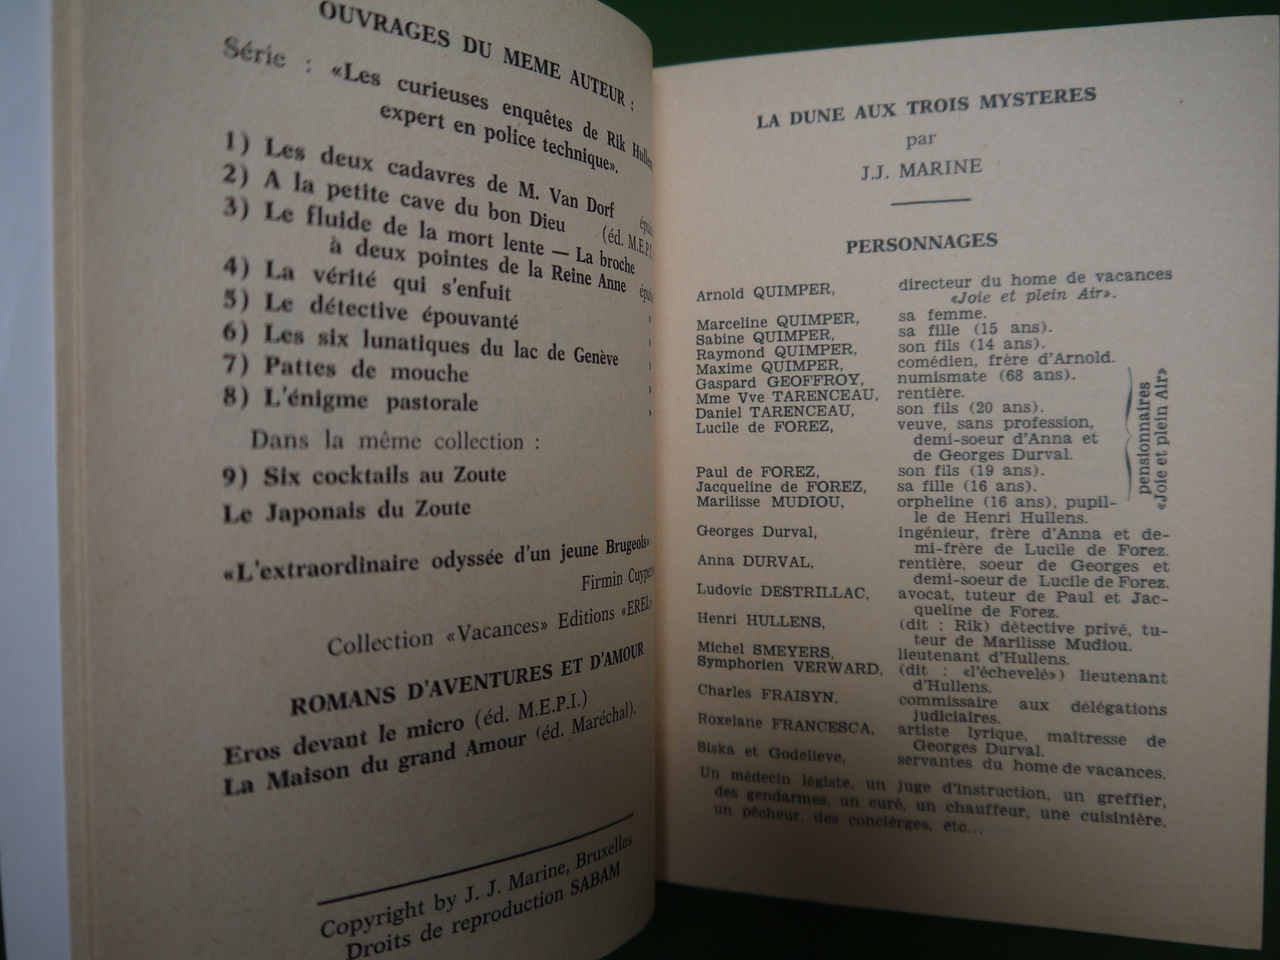 OUVRAGES DU MEME AUTEUR :
Série : «Les curieuses enquêtes de Rik
expert en police technique».
1) Les deux cadavres de M. Van Dorf
2) A la petite cave du bon Dieu (éd. M.E.P.I.
3) Le fluide de la mort lente — La broche
à deux pointes de la Reine Anne
4) La vérité qui s'enfuit
5) Le détective épouvanté
6) Les six lunatiques du lac de Genève
7) Pattes de mouche
8) L'énigme pastorale
Dans la même collection :
9) Six cocktails au Zoute
Le Japonais du Zoute
«L'extraordinaire odyssée d'un jeune Brugeois»
Firmin
Collection «Vacances» Editions «EREL»
ROMANS D'AVENTURES ET D'AMOUR
Eros devant le micro (éd. M.E.P.I.)
La Maison du grand Amour (éd. Maréchal).
Copyright by J. J. Marine, Bruxelles
Droits de reproduction SABAM
LA DUNE AUX TROIS MYSTERES
par
J.J. MARINE
PERSONNAGES
Arnold QUIMPER, directeur du home de vacances
«Joie et plein Air».
Marceline QUIMPER, sa femme.
Sabine QUIMPER, sa fille (15 ans).
Raymond QUIMPER, son fils (14 ans).
Maxime QUIMPER, comédien, frère d'Arnold.
Gaspard GEOFFROY, numismate (68 ans).
Mme Vve TARENCEAU, rentière.
Daniel TARENCEAU, son fils (20 ans).
Lucile de FOREZ, veuve, sans profession,
demi-soeur d'Anna et
de Georges Durval.
Paul de FOREZ, son fils (19 ans).
Jacqueline de FOREZ, sa fille (16 ans).
pensionnaires
«Joie et plein Air»
Marilisse MUDIOU, orpheline (16 ans), pupil-
le de Henri Hullens.
Georges Durval, ingénieur, frère d'Anna et de-
mi-frère de Lucile de Forez.
Anna DURVAL, rentière, soeur de Georges et
demi-soeur de Lucile de Forez.
Ludovic DESTRILLAC, avocat, tuteur de Paul et Jac-
queline de Forez.
Henri HULLENS, (dit : Rik) détective privé, tu-
teur de Marilisse Mudiou.
Michel SMEYERS, lieutenant d'Hullens.
Symphorien VERWARD, (dit : «l'échevelé») lieutenant
d'Hullens.
Charles FRAISYN, commissaire aux délégations
judiciaires.
Roxelane FRANCESCA, artiste lyrique, maîtresse de
Georges Durval.
Siska et Godelieve, servantes du home de vacances.
Un médecin légiste, un juge d'instruction, un greffier,
des gendarmes, un curé, un chauffeur, une cuisinière,
un pêcheur, des concièrges, etc...